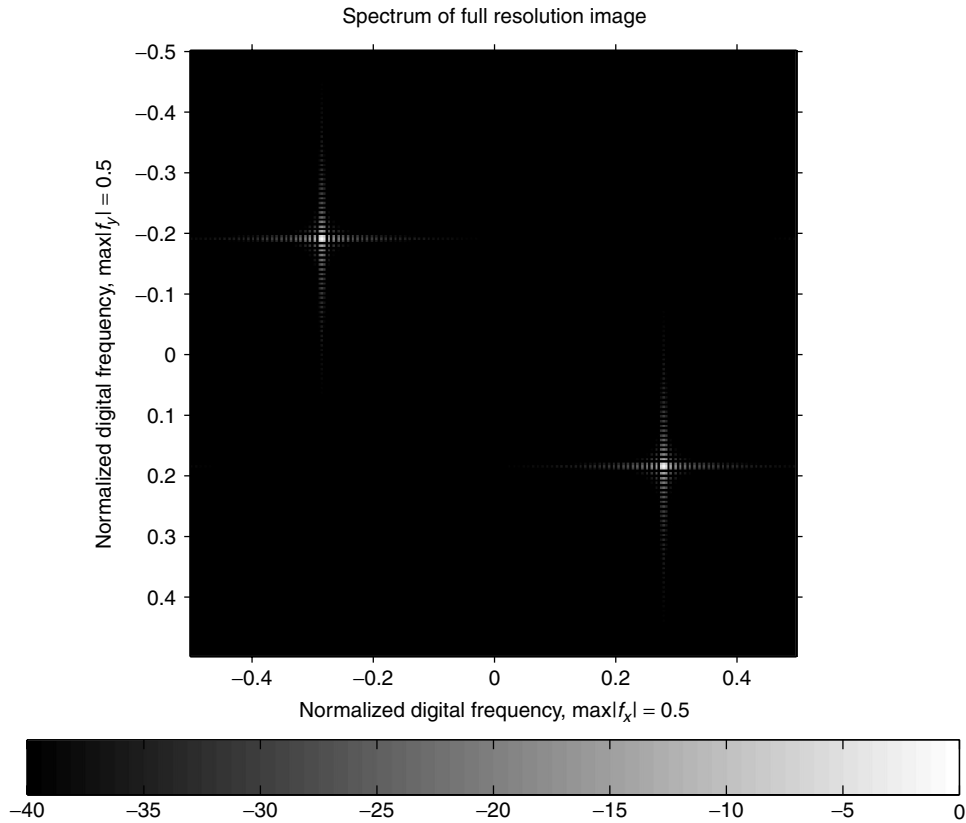 Spectrum of full resolution image
−0.5
−0.4
−0.3
−0.2
−0.1
0
0.1
0.2
0.3
0.4
Normalized digital frequency, max|f_y| = 0.5
−0.4 −0.2 0 0.2 0.4
Normalized digital frequency, max|f_x| = 0.5
−40 −35 −30 −25 −20 −15 −10 −5 0